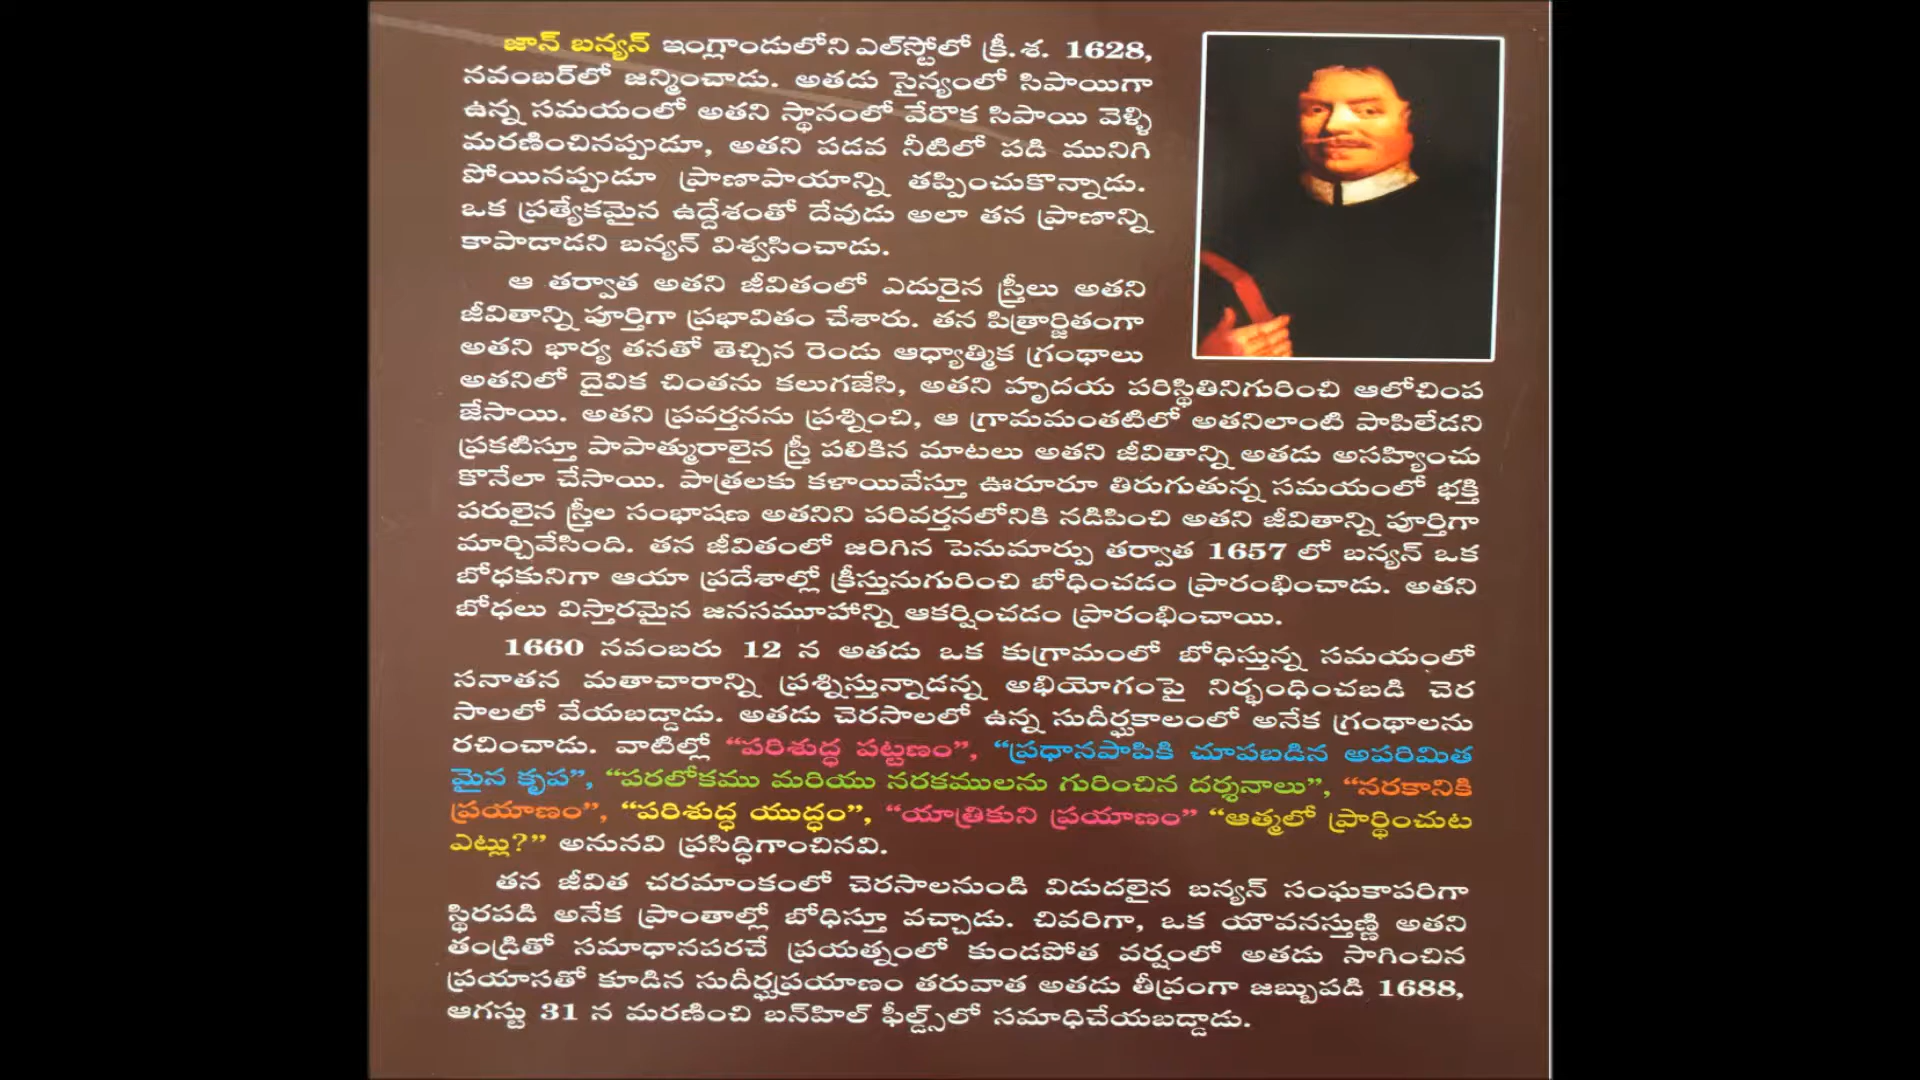 జాన్ బన్యన్ ఇంగ్లాండులోని ఎల్‌స్టోలో క్రీ.శ. 1628,
నవంబర్‌లో జన్మించాడు. అతడు సైన్యంలో సిపాయిగా
ఉన్న సమయంలో అతని స్థానంలో వేరొక సిపాయి వెళ్ళి
మరణించినప్పుడూ, అతని పడవ నీటిలో పడి మునిగి
పోయినప్పుడూ ప్రాణాపాయాన్ని తప్పించుకొన్నాడు.
ఒక ప్రత్యేకమైన ఉద్దేశంతో దేవుడు అలా తన ప్రాణాన్ని
కాపాడాడని బన్యన్ విశ్వసించాడు.
ఆ తర్వాత అతని జీవితంలో ఎదురైన స్త్రీలు అతని
జీవితాన్ని పూర్తిగా ప్రభావితం చేశారు. తన పిత్రార్జితంగా
అతని భార్య తనతో తెచ్చిన రెండు ఆధ్యాత్మిక గ్రంథాలు
అతనిలో దైవిక చింతను కలుగజేసి, అతని హృదయ పరిస్థితినిగురించి ఆలోచింప
జేసాయి. అతని ప్రవర్తనను ప్రశ్నించి, ఆ గ్రామమంతటిలో అతనిలాంటి పాపిలేడని
ప్రకటిస్తూ పాపాత్మురాలైన స్త్రీ పలికిన మాటలు అతని జీవితాన్ని అతడు అసహ్యించు
కొనేలా చేసాయి. పాత్రలకు కళాయివేస్తూ ఊరూరూ తిరుగుతున్న సమయంలో భక్తి
పరులైన స్త్రీల సంభాషణ అతనిని పరివర్తనలోనికి నడిపించి అతని జీవితాన్ని పూర్తిగా
మార్చివేసింది. తన జీవితంలో జరిగిన పెనుమార్పు తర్వాత 1657 లో బన్యన్ ఒక
బోధకునిగా ఆయా ప్రదేశాల్లో క్రీస్తునుగురించి బోధించడం ప్రారంభించాడు. అతని
బోధలు విస్తారమైన జనసమూహాన్ని ఆకర్షించడం ప్రారంభించాయి.
1660 నవంబరు 12 న అతడు ఒక కుగ్రామంలో బోధిస్తున్న సమయంలో
సనాతన మతాచారాన్ని ప్రశ్నిస్తున్నాడన్న అభియోగంపై నిర్బంధించబడి చెర
సాలలో వేయబడ్డాడు. అతడు చెరసాలలో ఉన్న సుదీర్ఘకాలంలో అనేక గ్రంథాలను
రచించాడు. వాటిల్లో “పరిశుద్ధ పట్టణం”, “ప్రధానపాపికి చూపబడిన అపరిమిత
మైన కృప”, “పరలోకము మరియు నరకములను గురించిన దర్శనాలు”, “నరకానికి
ప్రయాణం”, “పరిశుద్ధ యుద్ధం”, “యాత్రికుని ప్రయాణం” “ఆత్మలో ప్రార్థించుట
ఎట్లు?” అనునవి ప్రసిద్ధిగాంచినవి.
తన జీవిత చరమాంకంలో చెరసాలనుండి విడుదలైన బన్యన్ సంఘకాపరిగా
స్థిరపడి అనేక ప్రాంతాల్లో బోధిస్తూ వచ్చాడు. చివరిగా, ఒక యౌవనస్తుణ్ణి అతని
తండ్రితో సమాధానపరచే ప్రయత్నంలో కుండపోత వర్షంలో అతడు సాగించిన
ప్రయాసతో కూడిన సుదీర్ఘప్రయాణం తరువాత అతడు తీవ్రంగా జబ్బుపడి 1688,
ఆగస్టు 31 న మరణించి బన్‌హిల్ ఫీల్డ్స్‌లో సమాధిచేయబడ్డాడు.